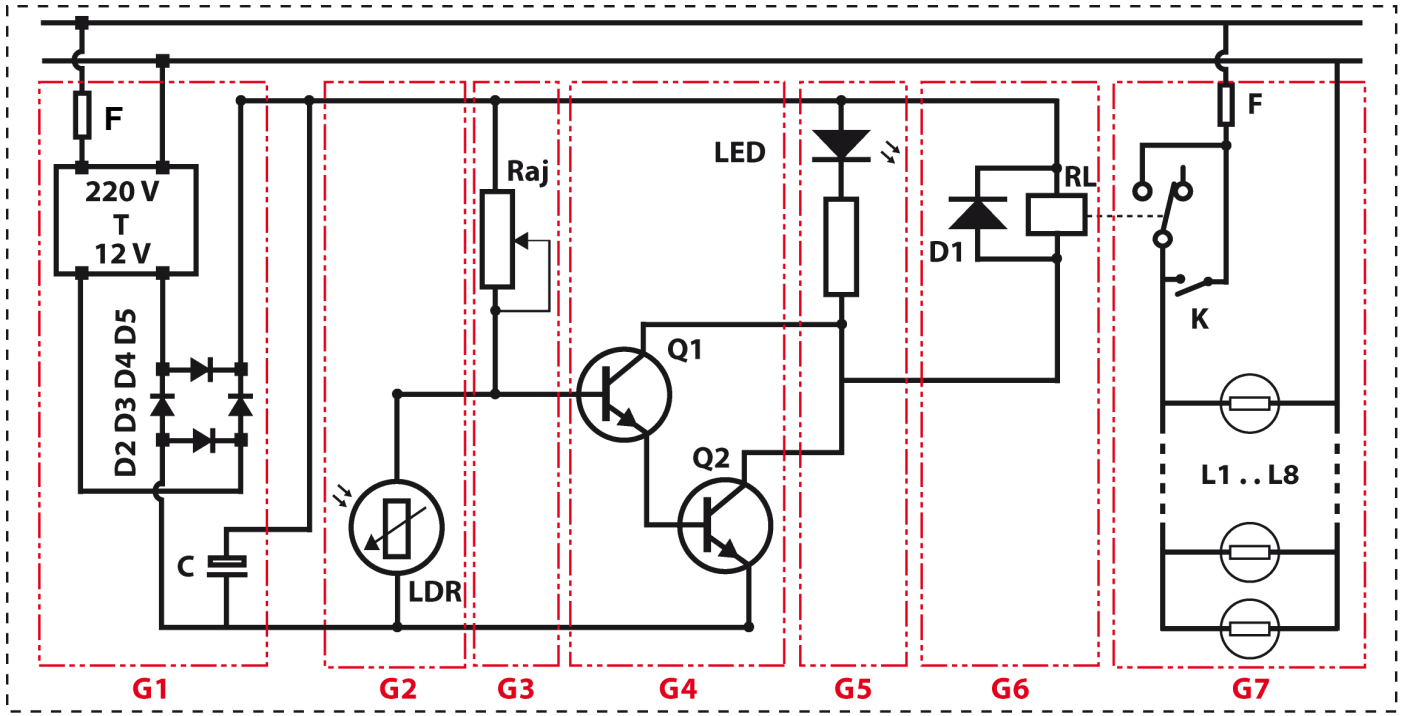 F
F
220 V
T
12 V
LED
Raj
RL
D1
D2 D3 D4 D5
K
Q1
Q2
L1 . . L8
C
LDR
G1
G2
G3
G4
G5
G6
G7